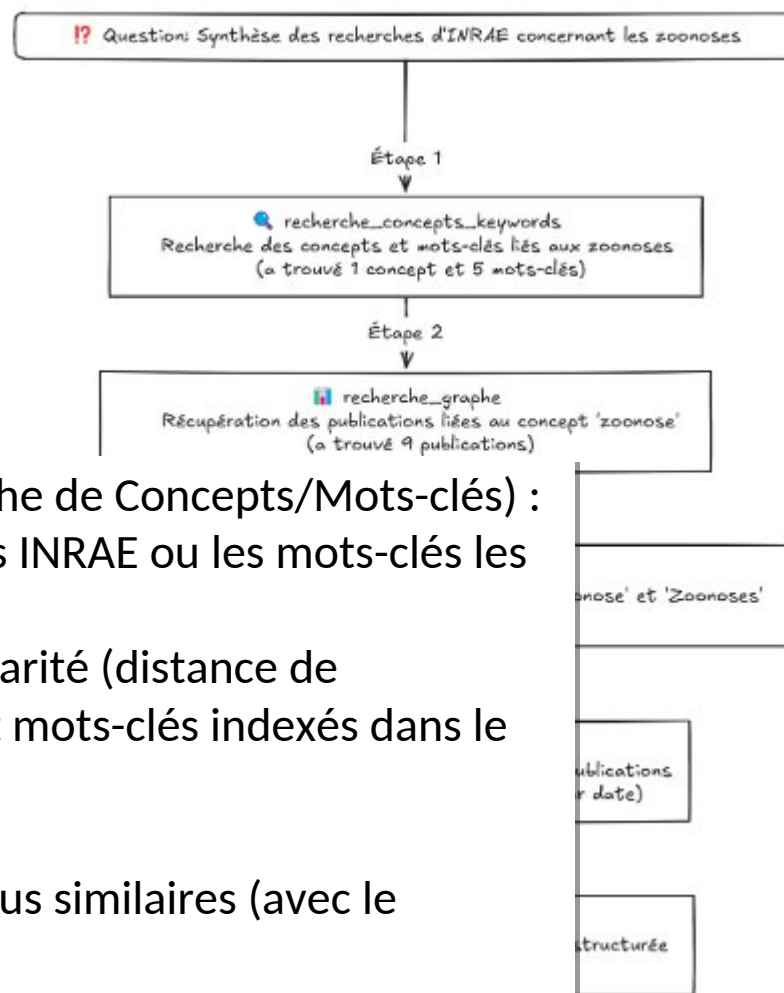 ⁉ Question: Synthèse des recherches d'INRAE concernant les zoonoses
Étape 1
🔍 recherche_concepts_keywords
Recherche des concepts et mots-clés liés aux zoonoses
(a trouvé 1 concept et 5 mots-clés)
Étape 2
📊 recherche_graphe
Récupération des publications liées au concept 'zoonose'
(a trouvé 9 publications)
he de Concepts/Mots-clés) :
s INRAE ou les mots-clés les
arité (distance de
t mots-clés indexés dans le
us similaires (avec le
onose' et 'Zoonoses'
ublications
r date)
structurée